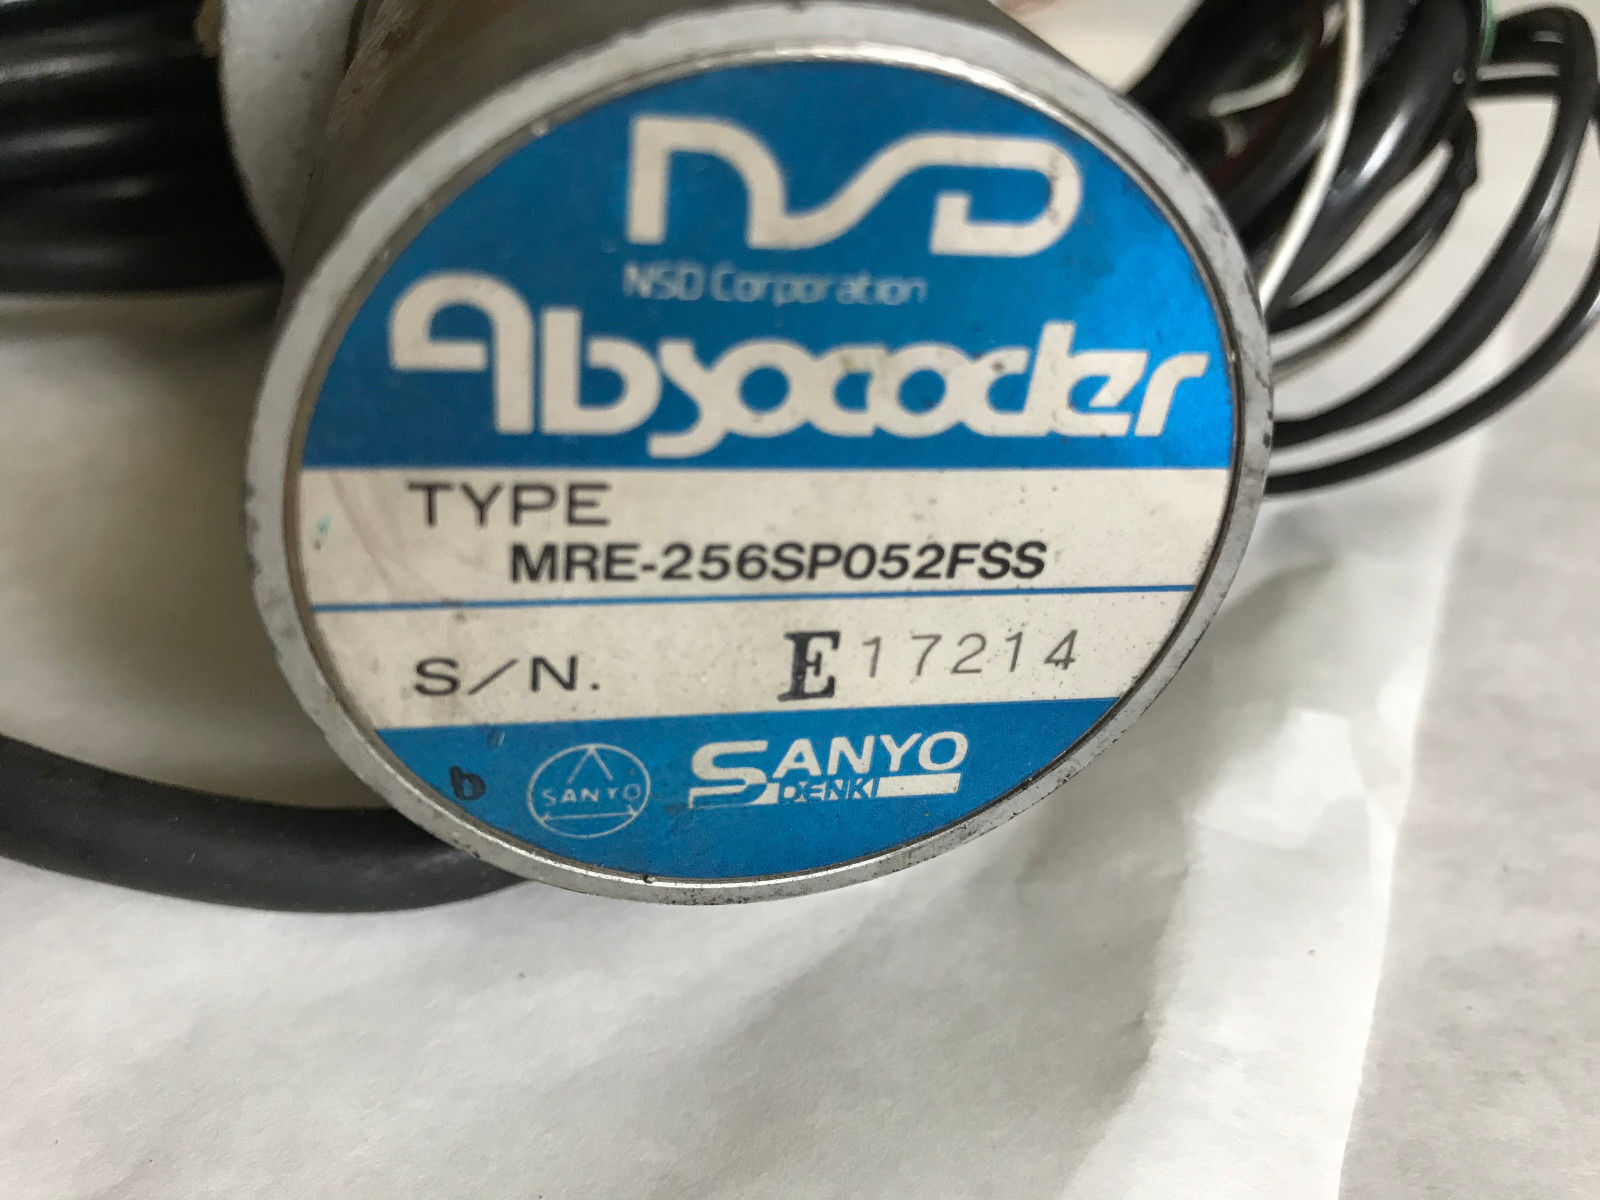 NSD
NSD Corporation
Absocoder
TYPE
MRE-256SP052FSS
S/N. E17214
b
SANYO
SANYO
DENKI